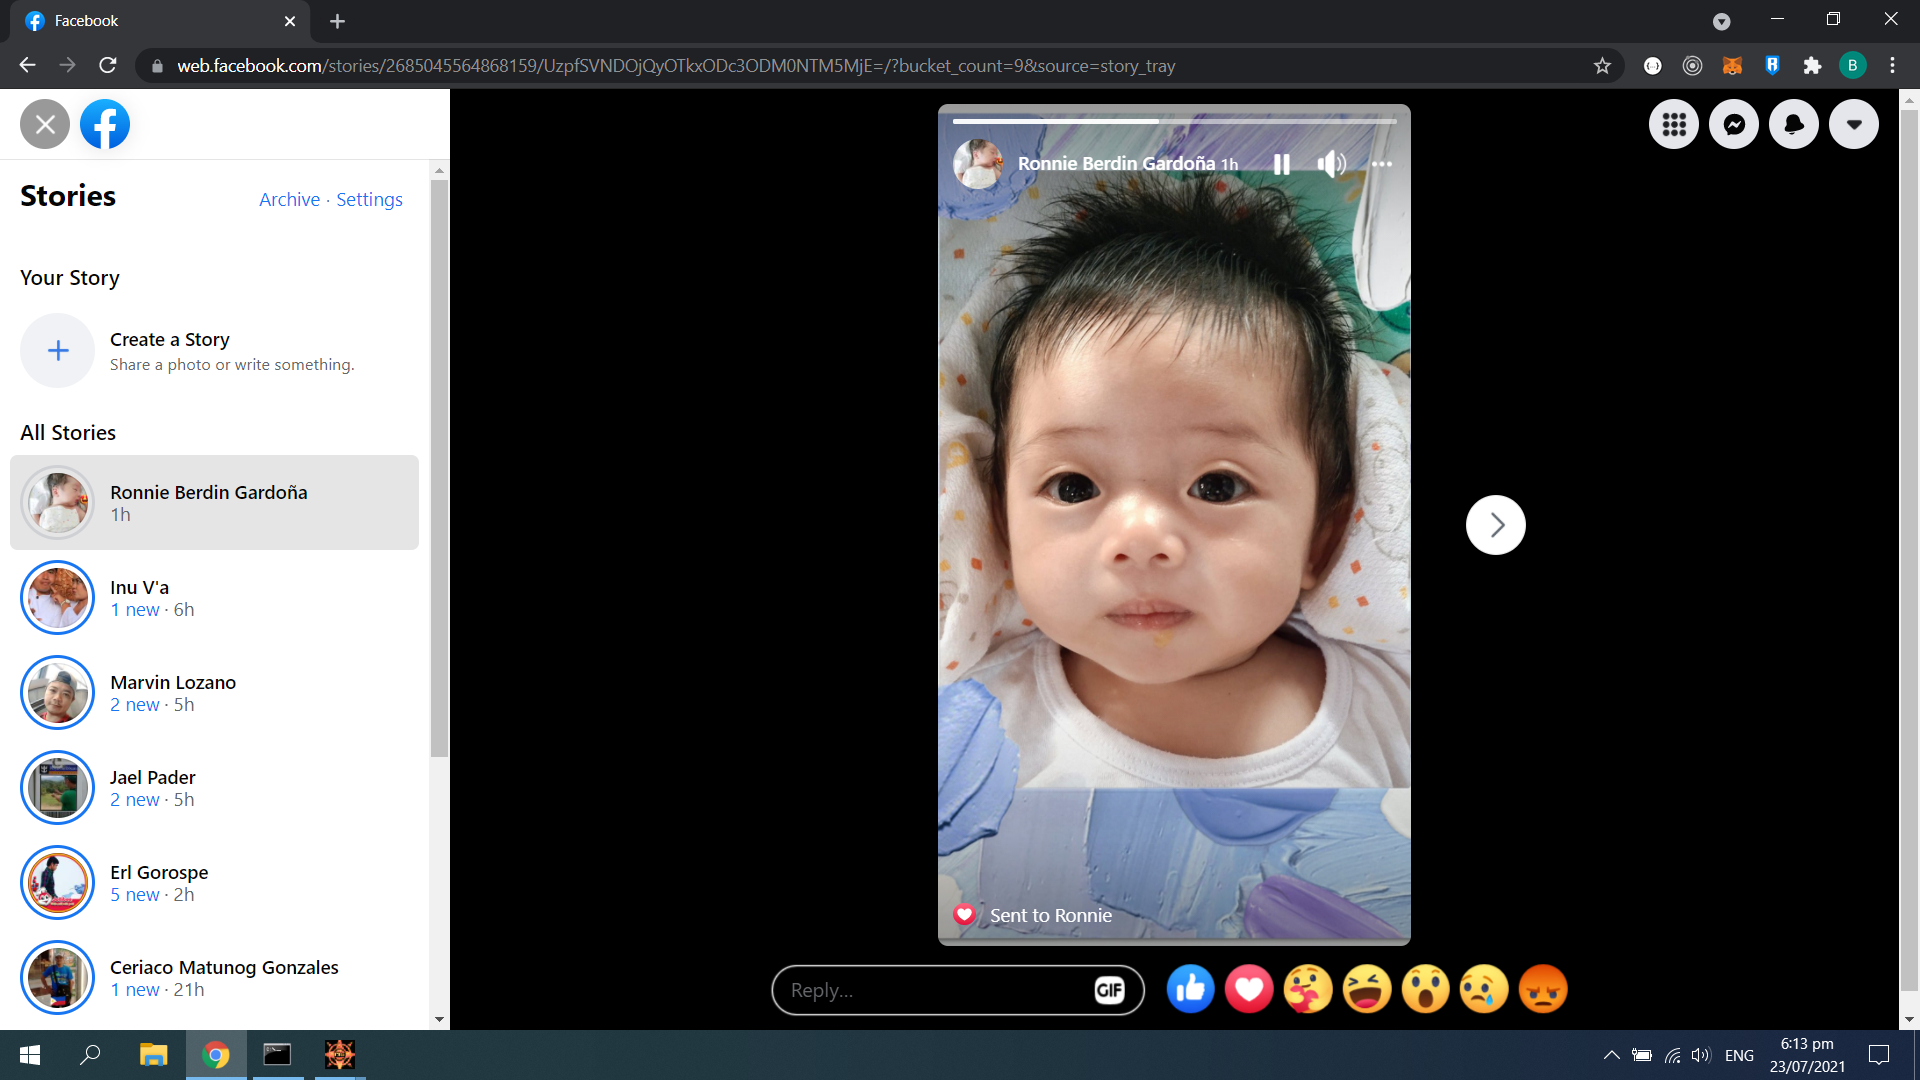 Facebook
web.facebook.com/stories/2685045564868159/UzpfSVNDOjQyOTkxODc3ODM0NTM5MjE=/?bucket_count=9&source=story_tray
B
Stories
Archive · Settings
Your Story
Create a Story
Share a photo or write something.
All Stories
Ronnie Berdin Gardoña
1h
Inu V'a
1 new · 6h
Marvin Lozano
2 new · 5h
Jael Pader
2 new · 5h
Erl Gorospe
5 new · 2h
Ceriaco Matunog Gonzales
1 new · 21h
Ronnie Berdin Gardoña 1h
Sent to Ronnie
Reply...
GIF
ENG
6:13 pm
23/07/2021